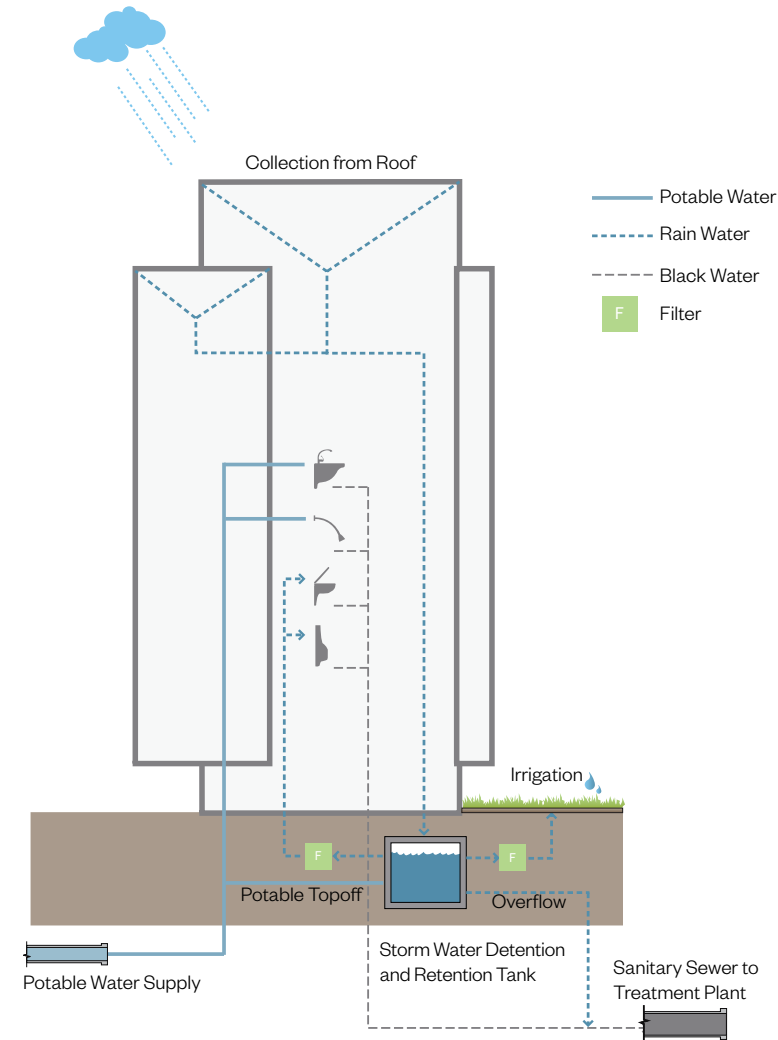 Collection from Roof
Potable Water
Rain Water
Black Water
F
Filter
Irrigation
F
F
Potable Topoff
Overflow
Storm Water Detention
and Retention Tank
Potable Water Supply
Sanitary Sewer to
Treatment Plant